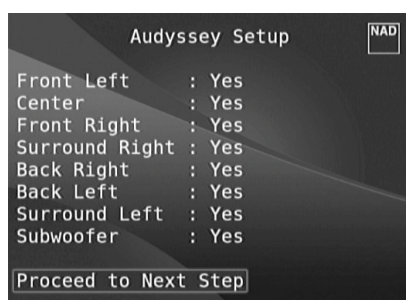 Audyssey Setup
NAD
Front Left : Yes
Center : Yes
Front Right : Yes
Surround Right : Yes
Back Right : Yes
Back Left : Yes
Surround Left : Yes
Subwoofer : Yes
Proceed to Next Step